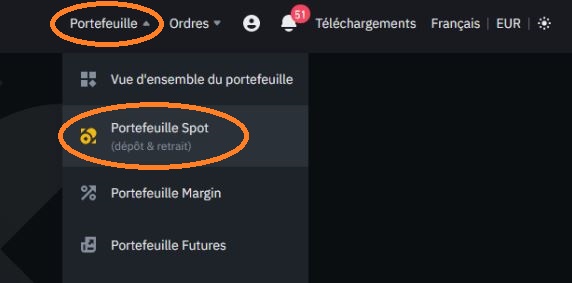 Portefeuille Ordres 51 Téléchargements Français | EUR |
Vue d'ensemble du portefeuille
Portefeuille Spot
(dépôt & retrait)
Portefeuille Margin
Portefeuille Futures